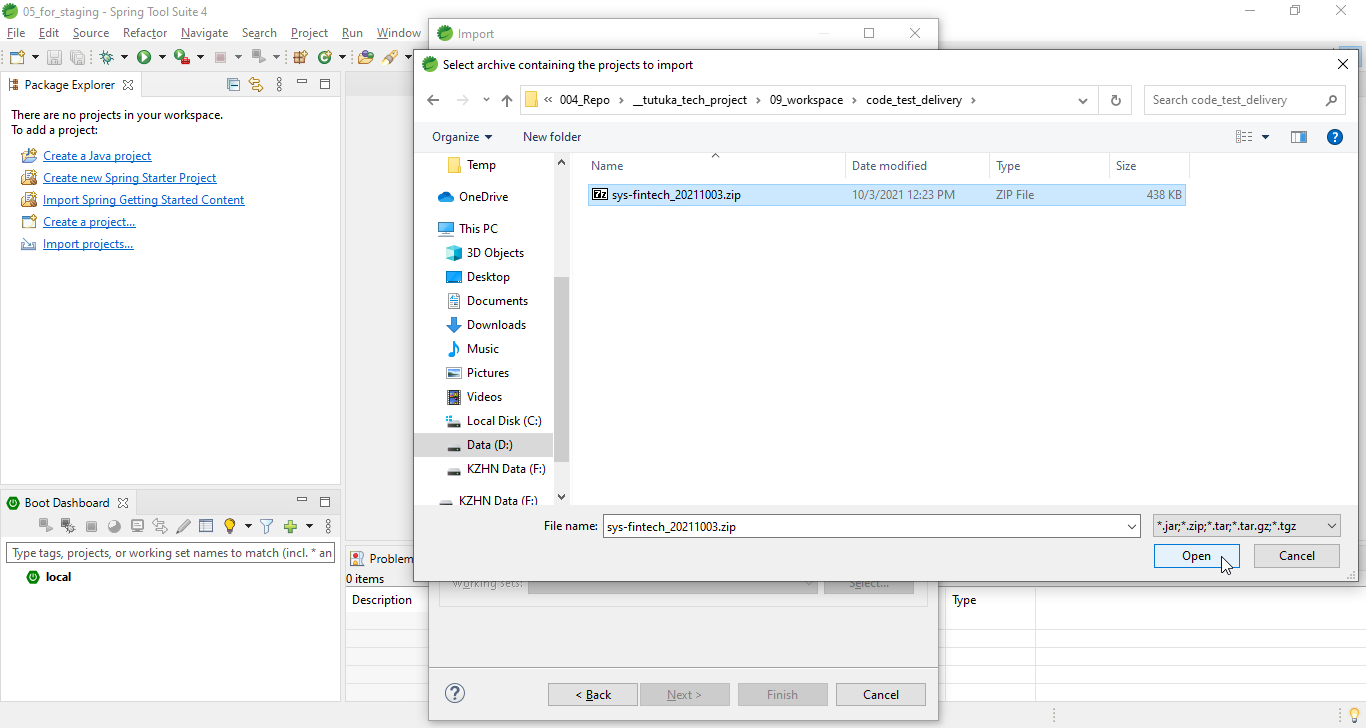 05_for_staging - Spring Tool Suite 4
File Edit Source Refactor Navigate Search Project Run Window
Package Explorer
There are no projects in your workspace.
To add a project:
Create a Java project
Create new Spring Starter Project
Import Spring Getting Started Content
Create a project...
Import projects...
Boot Dashboard
Type tags, projects, or working set names to match (incl. * an
local
Problem
0 items
Description
Type
Import
Select archive containing the projects to import
« 004_Repo › __tutuka_tech_project › 09_workspace › code_test_delivery ›
Search code_test_delivery
Organize
New folder
Temp
OneDrive
This PC
3D Objects
Desktop
Documents
Downloads
Music
Pictures
Videos
Local Disk (C:)
Data (D:)
KZHN Data (F:)
KZHN Data (F:)
Name Date modified Type Size
7z sys-fintech_20211003.zip 10/3/2021 12:23 PM ZIP File 438 KB
File name: sys-fintech_20211003.zip
*.jar;*.zip;*.tar;*.tar.gz;*.tgz
Open Cancel
Working sets:
Select...
< Back Next > Finish Cancel